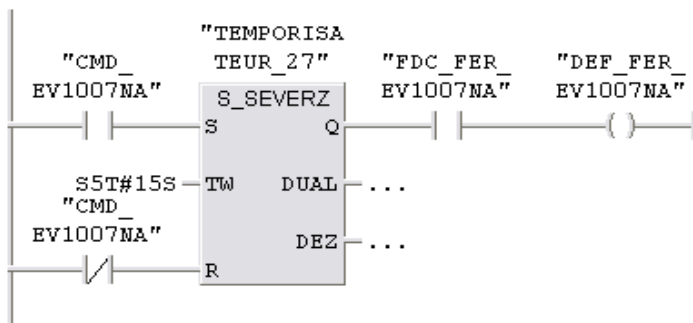 "TEMPORISA
TEUR_27"
"CMD_
EV1007NA"
"FDC_FER_
EV1007NA"
"DEF_FER_
EV1007NA"
S_SEVERZ
S Q
S5T#15S TW DUAL ...
"CMD_
EV1007NA"
DEZ ...
R